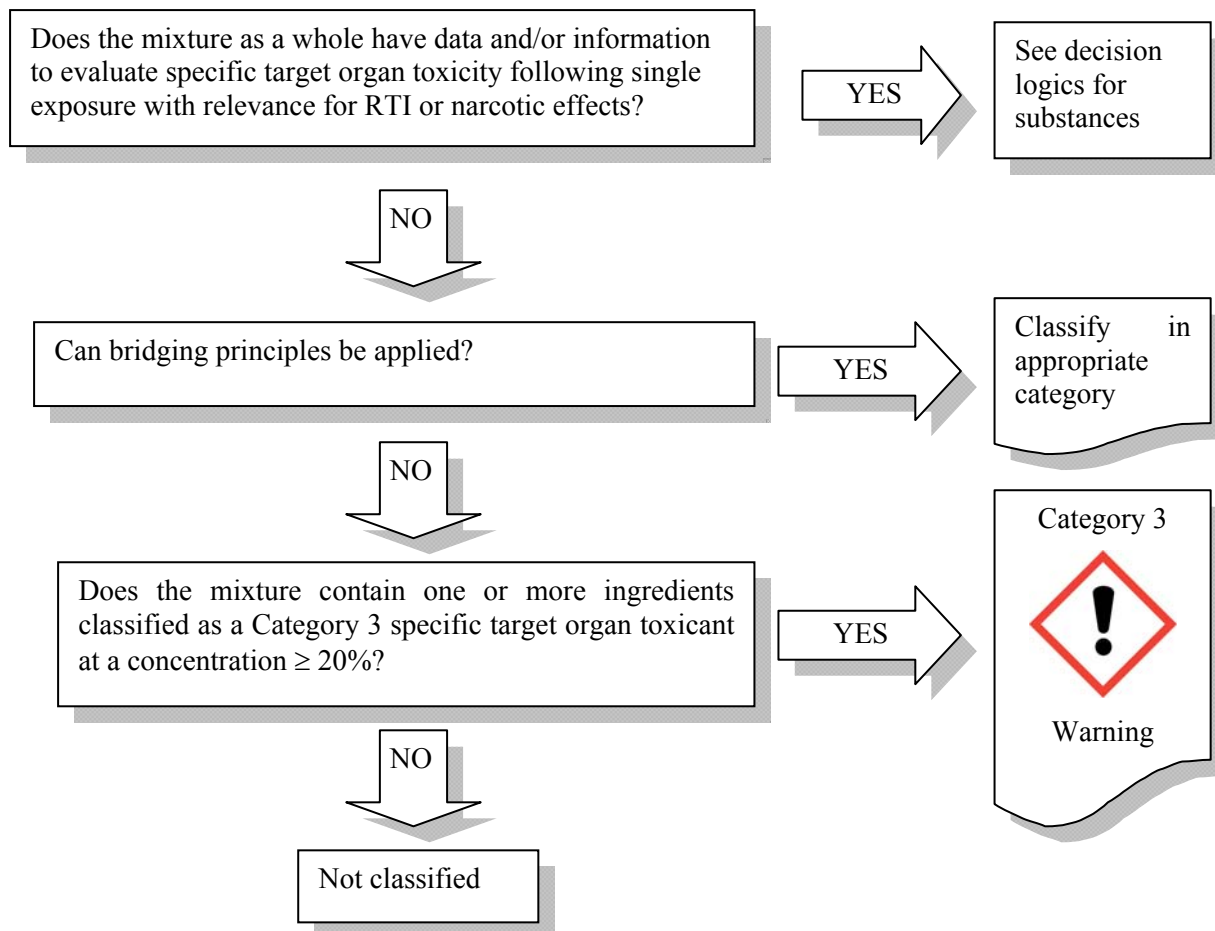 Does the mixture as a whole have data and/or information
to evaluate specific target organ toxicity following single
exposure with relevance for RTI or narcotic effects?
YES
See decision
logics for
substances
NO
Can bridging principles be applied?
YES
Classify in
appropriate
category
NO
Does the mixture contain one or more ingredients
classified as a Category 3 specific target organ toxicant
at a concentration ≥ 20%?
YES
Category 3
Warning
NO
Not classified